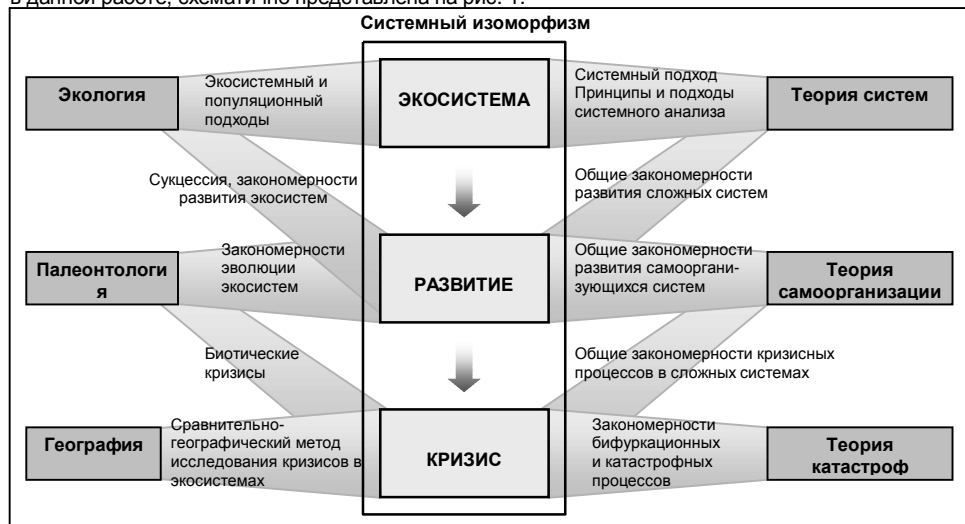 в данной работе, схематично представлена на рис. 1.
Системный изоморфизм
Экология
Экосистемный и
популяционный
подходы
ЭКОСИСТЕМА
Системный подход
Принципы и подходы
системного анализа
Теория систем
Сукцессия, закономерности
развития экосистем
Общие закономерности
развития сложных систем
Палеонтологи
я
Закономерности
эволюции
экосистем
РАЗВИТИЕ
Общие закономерности
развития самооргани-
зующихся систем
Теория
самоорганизации
Биотические
кризисы
Общие закономерности кризисных
процессов в сложных системах
География
Сравнительно-
географический метод
исследования кризисов в
экосистемах
КРИЗИС
Закономерности
бифуркационных
и катастрофных
процессов
Теория
катастроф